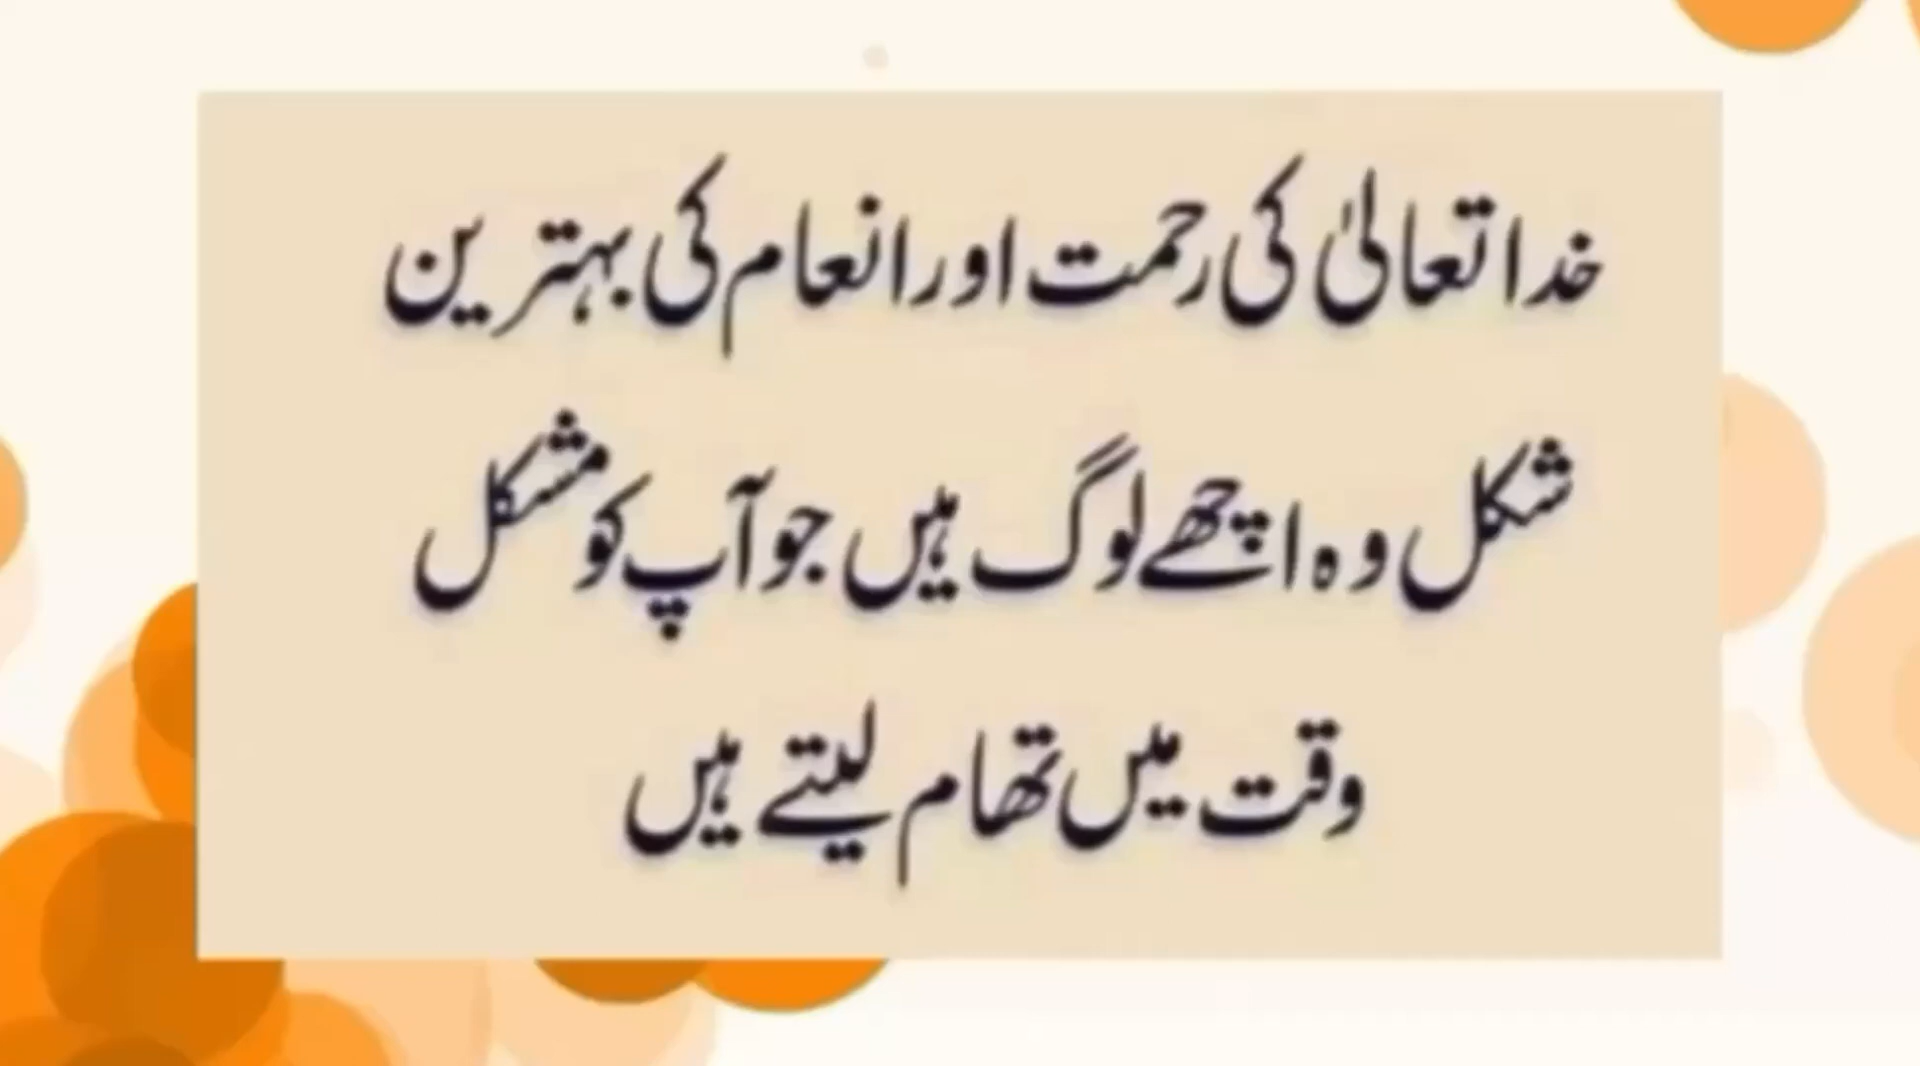 خدا تعالیٰ کی رحمت اور انعام کی بہترین
شکل وہ اچھے لوگ ہیں جو آپ کو مشکل
وقت میں تھام لیتے ہیں